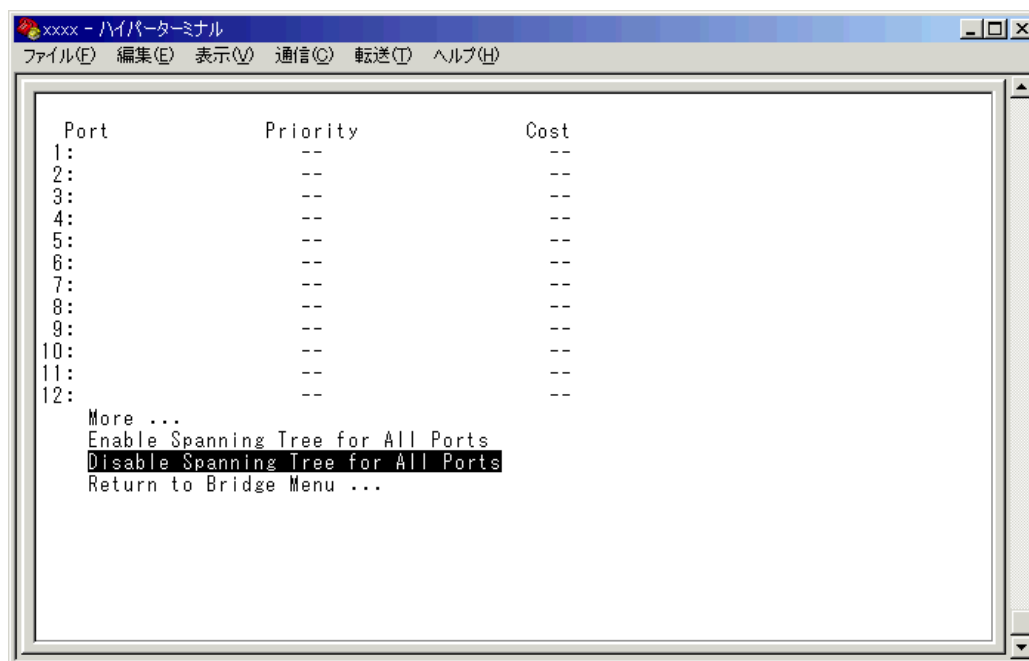 xxxx - ハイパーターミナル
ファイル(F) 編集(E) 表示(V) 通信(C) 転送(T) ヘルプ(H)
Port Priority Cost
1: -- --
2: -- --
3: -- --
4: -- --
5: -- --
6: -- --
7: -- --
8: -- --
9: -- --
10: -- --
11: -- --
12: -- --
More ...
Enable Spanning Tree for All Ports
Disable Spanning Tree for All Ports
Return to Bridge Menu ...